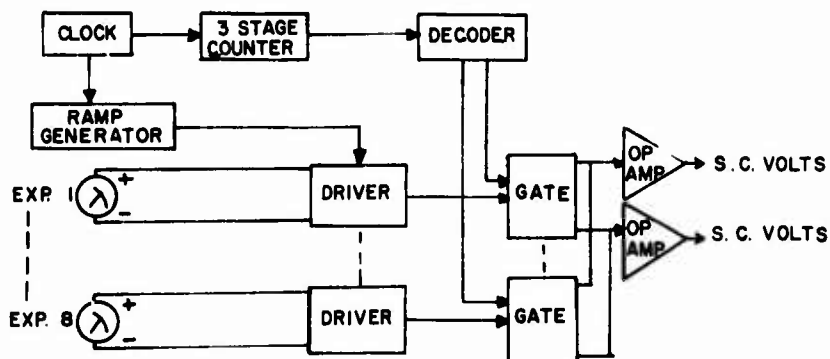 CLOCK
3 STAGE
COUNTER
DECODER
RAMP
GENERATOR
EXP. 1
λ
+
-
DRIVER
GATE
OP
AMP
S. C. VOLTS
OP
AMP
S. C. VOLTS
EXP. 8
λ
+
-
DRIVER
GATE